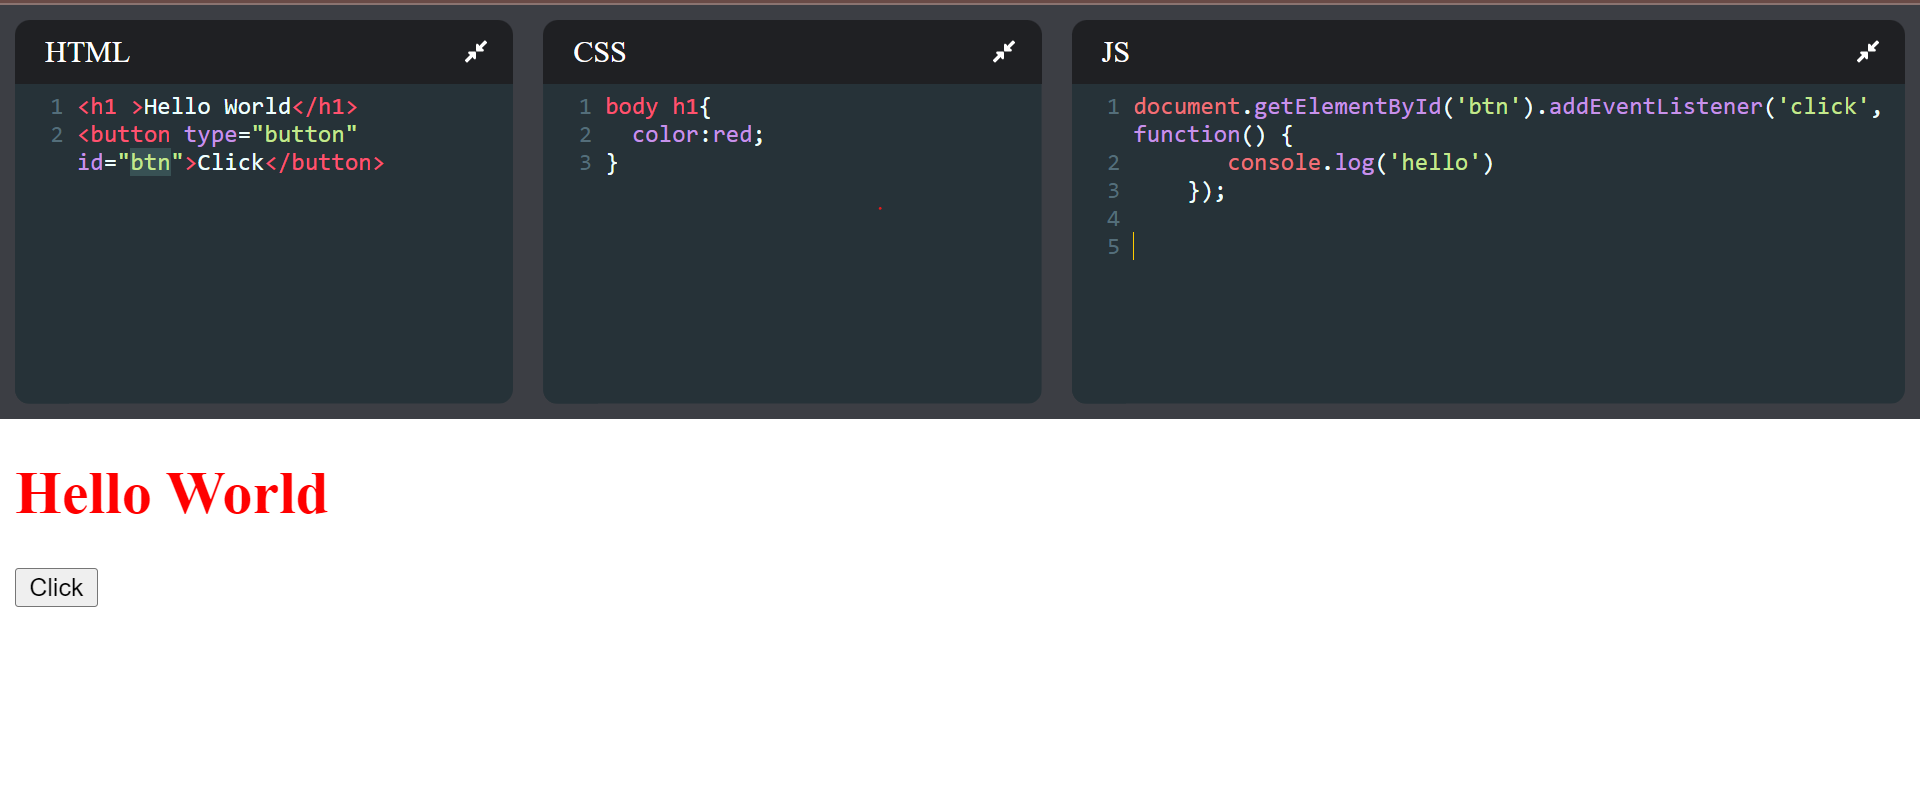 HTML
1 <h1 >Hello World</h1>
2 <button type="button"
id="btn">Click</button>
CSS
1 body h1{
2   color:red;
3 }
JS
1 document.getElementById('btn').addEventListener('click',
function() {
2        console.log('hello')
3     });
4
5
Hello World
Click